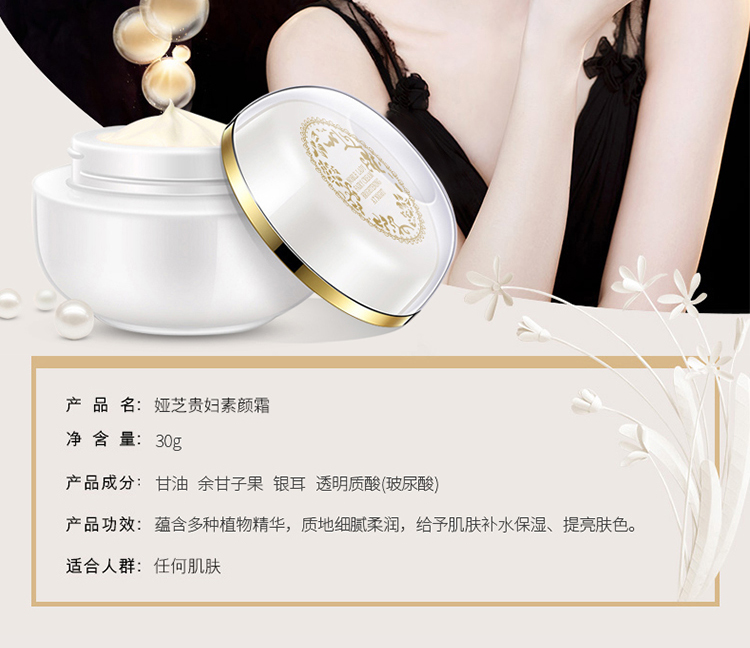 产 品 名: 娅芝贵妇素颜霜
净 含 量: 30g
产品成分: 甘油 余甘子果 银耳 透明质酸(玻尿酸)
产品功效: 蕴含多种植物精华，质地细腻柔润，给予肌肤补水保湿、提亮肤色。
适合人群: 任何肌肤